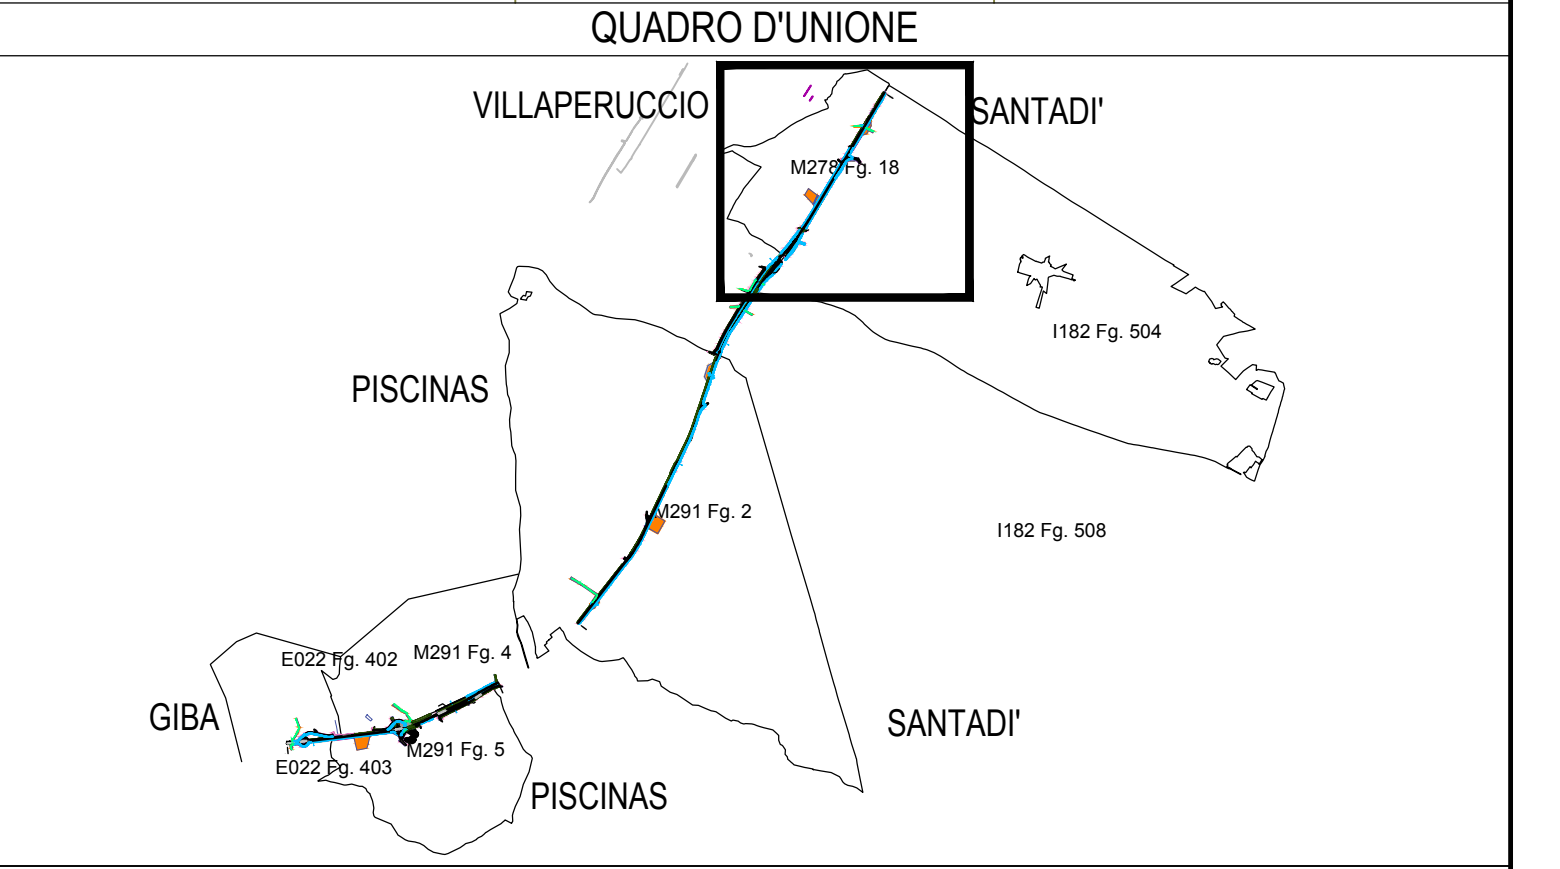 QUADRO D'UNIONE
VILLAPERUCCIO
SANTADI'
M278 Fg. 18
I182 Fg. 504
PISCINAS
M291 Fg. 2
I182 Fg. 508
E022 Fg. 402
M291 Fg. 4
GIBA
SANTADI'
M291 Fg. 5
E022 Fg. 403
PISCINAS